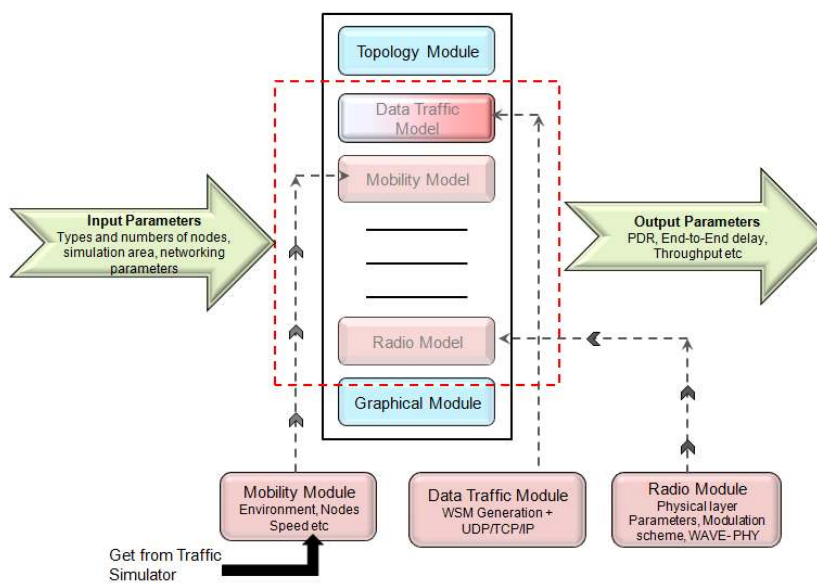 Topology Module
Data Traffic
Model
Mobility Model
Input Parameters
Types and numbers of nodes,
simulation area, networking
parameters
Output Parameters
PDR, End-to-End delay,
Throughput etc
Radio Model
Graphical Module
Mobility Module
Environment, Nodes
Speed etc
Data Traffic Module
WSM Generation +
UDP/TCP/IP
Radio Module
Physical layer
Parameters, Modulation
scheme, WAVE- PHY
Get from Traffic
Simulator